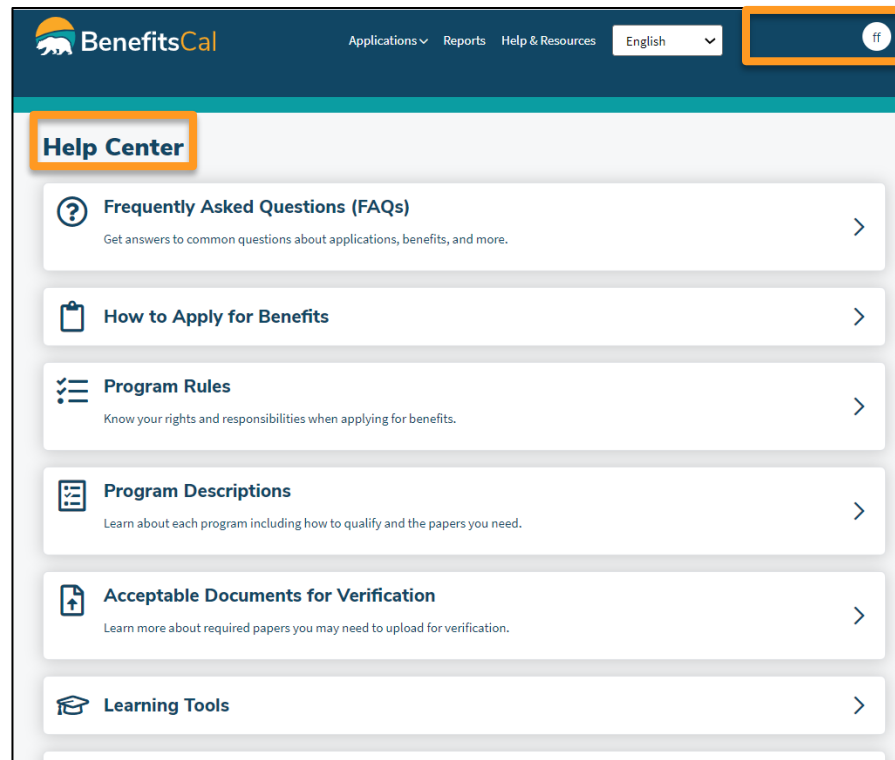 BenefitsCal
Applications Reports Help & Resources English ff
Help Center
Frequently Asked Questions (FAQs)
Get answers to common questions about applications, benefits, and more.
How to Apply for Benefits
Program Rules
Know your rights and responsibilities when applying for benefits.
Program Descriptions
Learn about each program including how to qualify and the papers you need.
Acceptable Documents for Verification
Learn more about required papers you may need to upload for verification.
Learning Tools